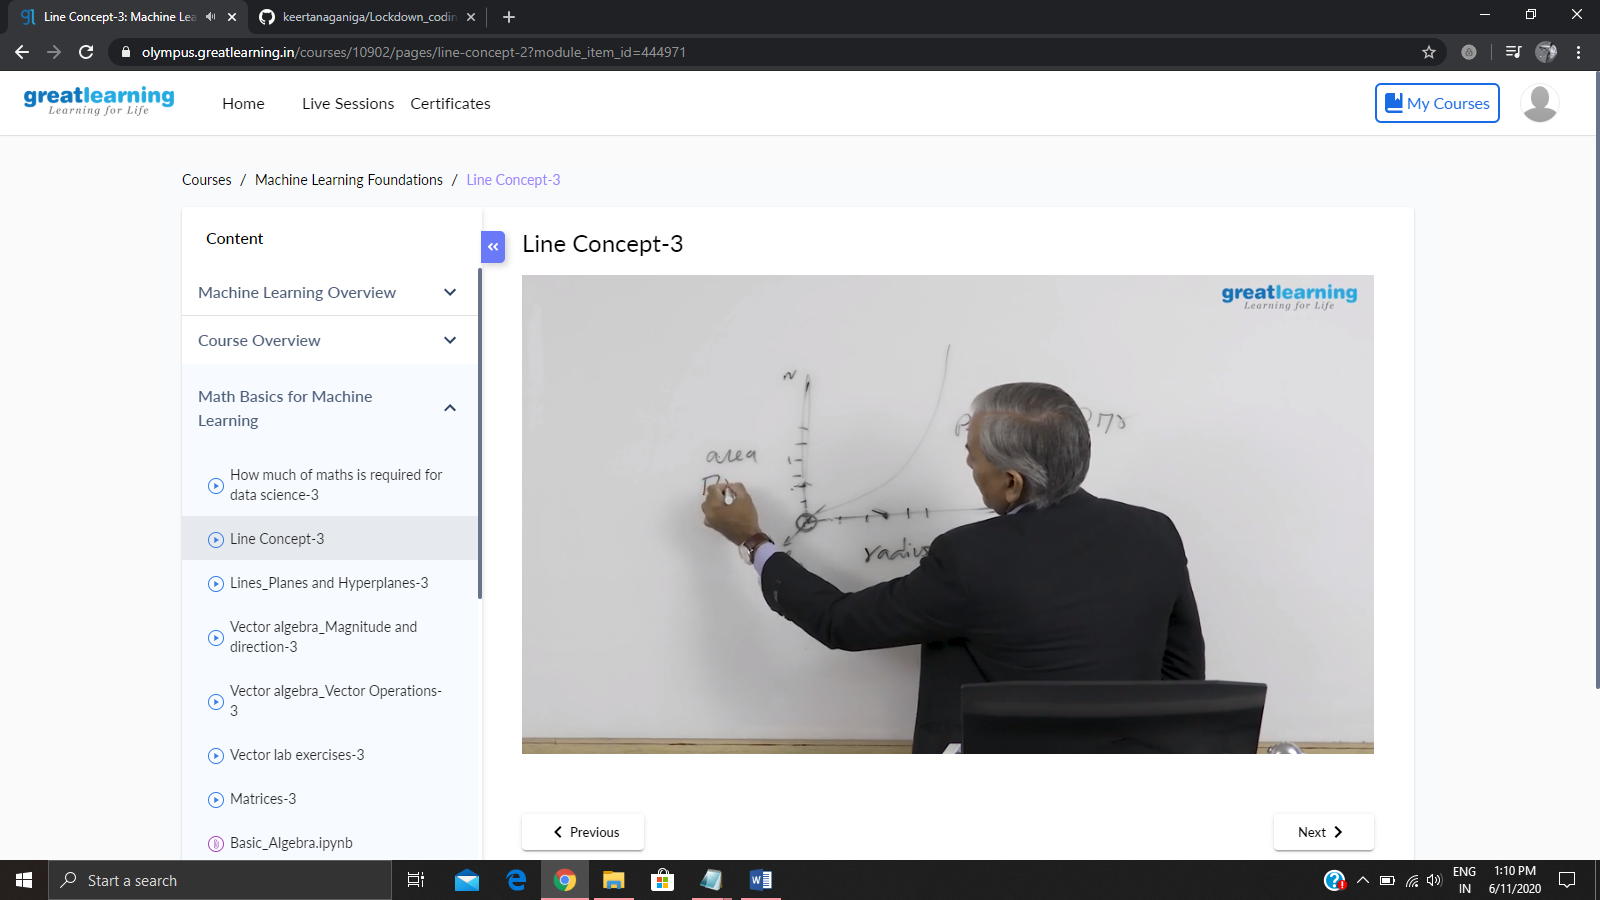 Line Concept-3: Machine Lea
keertanaganiga/Lockdown_codin
olympus.greatlearning.in/courses/10902/pages/line-concept-2?module_item_id=444971
greatlearning
Learning for Life
Home
Live Sessions
Certificates
My Courses
Courses / Machine Learning Foundations / Line Concept-3
Content
Machine Learning Overview
Course Overview
Math Basics for Machine
Learning
How much of maths is required for
data science-3
Line Concept-3
Lines_Planes and Hyperplanes-3
Vector algebra_Magnitude and
direction-3
Vector algebra_Vector Operations-
3
Vector lab exercises-3
Matrices-3
Basic_Algebra.ipynb
Line Concept-3
greatlearning
Learning for Life
area
radius
Previous
Next
Start a search
ENG
IN
1:10 PM
6/11/2020